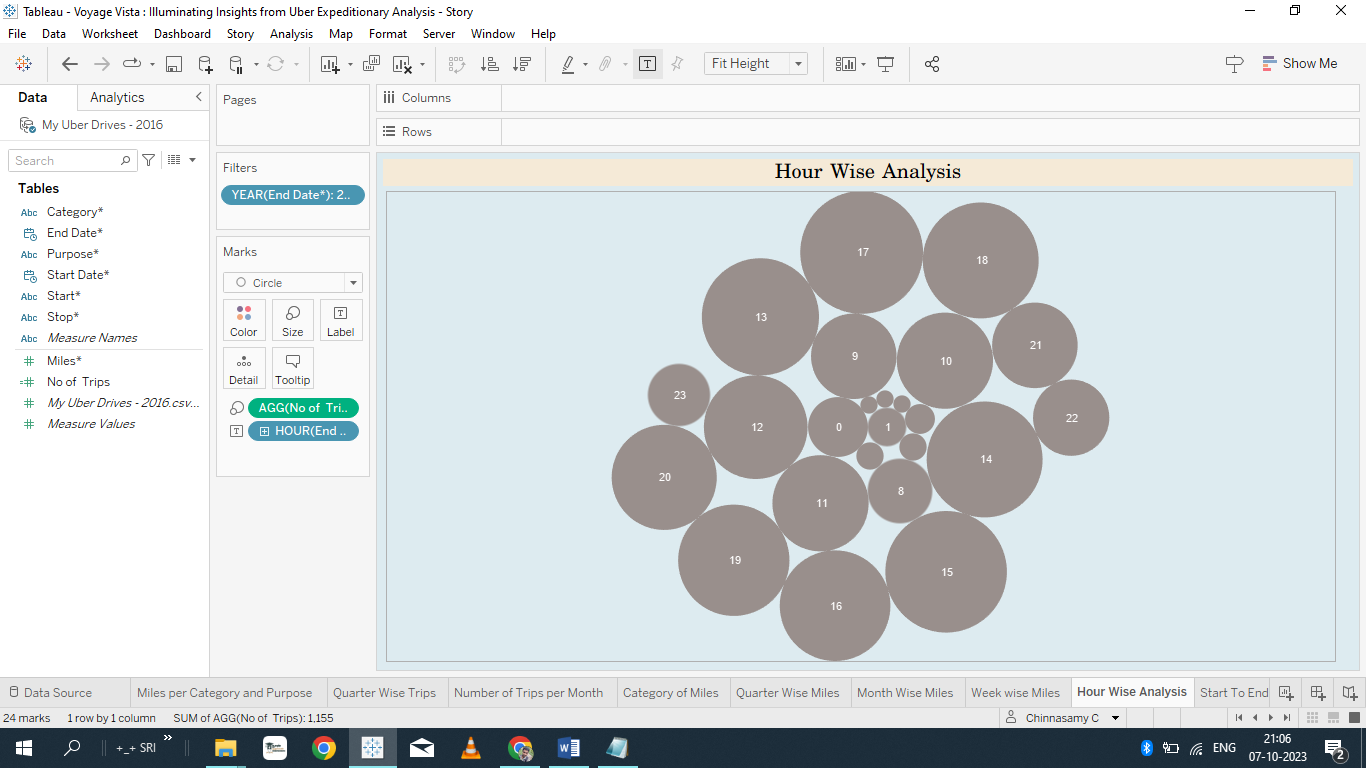 Tableau - Voyage Vista : Illuminating Insights from Uber Expeditionary Analysis - Story
File Data Worksheet Dashboard Story Analysis Map Format Server Window Help
Fit Height
Show Me
Data Analytics
My Uber Drives - 2016
Search
Tables
Abc Category*
End Date*
Abc Purpose*
Start Date*
Abc Start*
Abc Stop*
Abc Measure Names
Miles*
No of Trips
My Uber Drives - 2016.csv...
Measure Values
Pages
Filters
YEAR(End Date*): 2..
Marks
Circle
Color Size Label
Detail Tooltip
AGG(No of Tri..
HOUR(End ..
Columns
Rows
Hour Wise Analysis
17
18
13
21
9
10
23
22
12
0
1
14
20
8
11
19
15
16
Data Source Miles per Category and Purpose Quarter Wise Trips Number of Trips per Month Category of Miles Quarter Wise Miles Month Wise Miles Week wise Miles Hour Wise Analysis Start To End
24 marks 1 row by 1 column SUM of AGG(No of Trips): 1.155 Chinnasamy C
+_+ SRI
ENG
21:06
07-10-2023
2